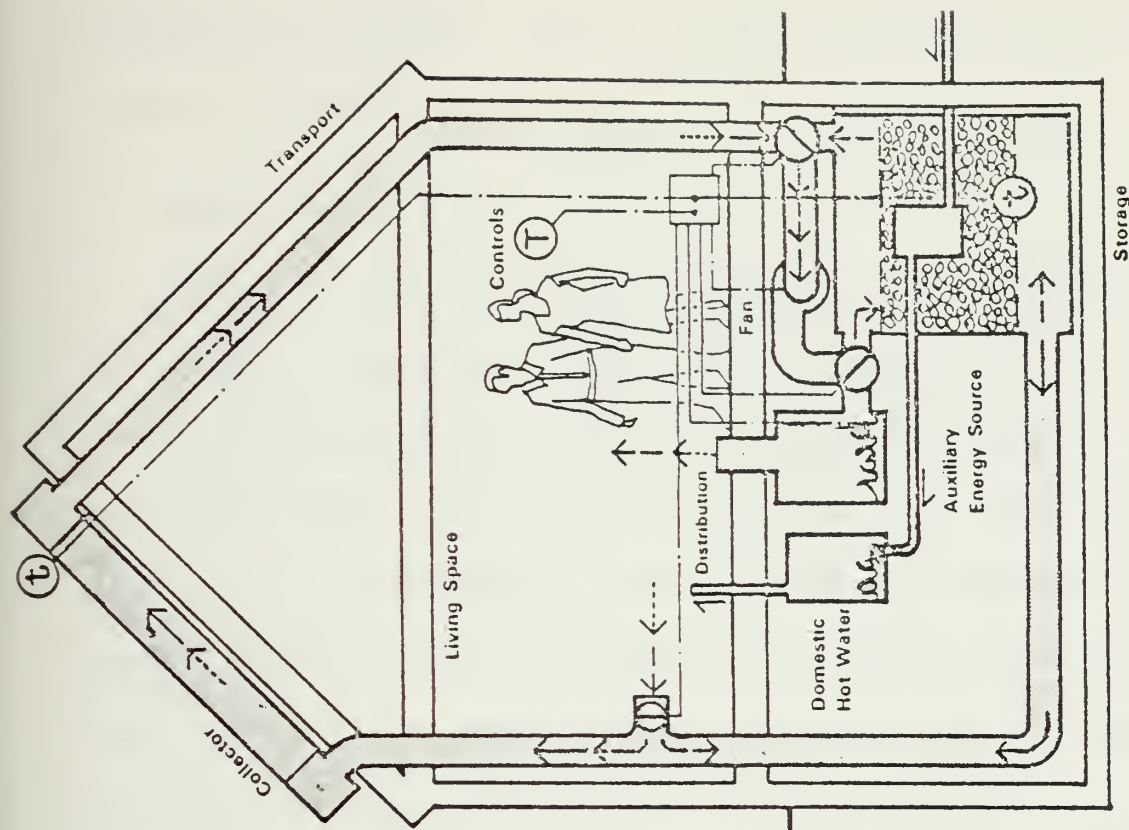 Transport
t
Collector
Living Space
Controls
T
Fan
Distribution
Domestic
Hot Water
Auxiliary
Energy Source
t
Storage